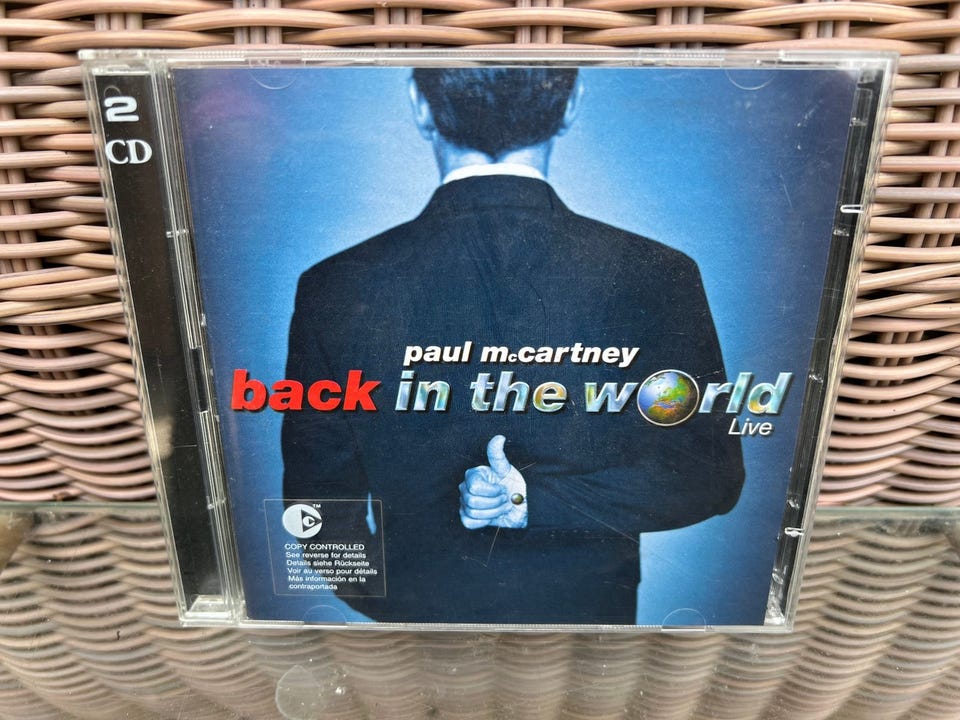 2
CD
paul mccartney
back in the world
Live
TM
COPY CONTROLLED
See reverse for details
Details siehe Rückseite
Voir au verso pour détails
Más información en la
contraportada